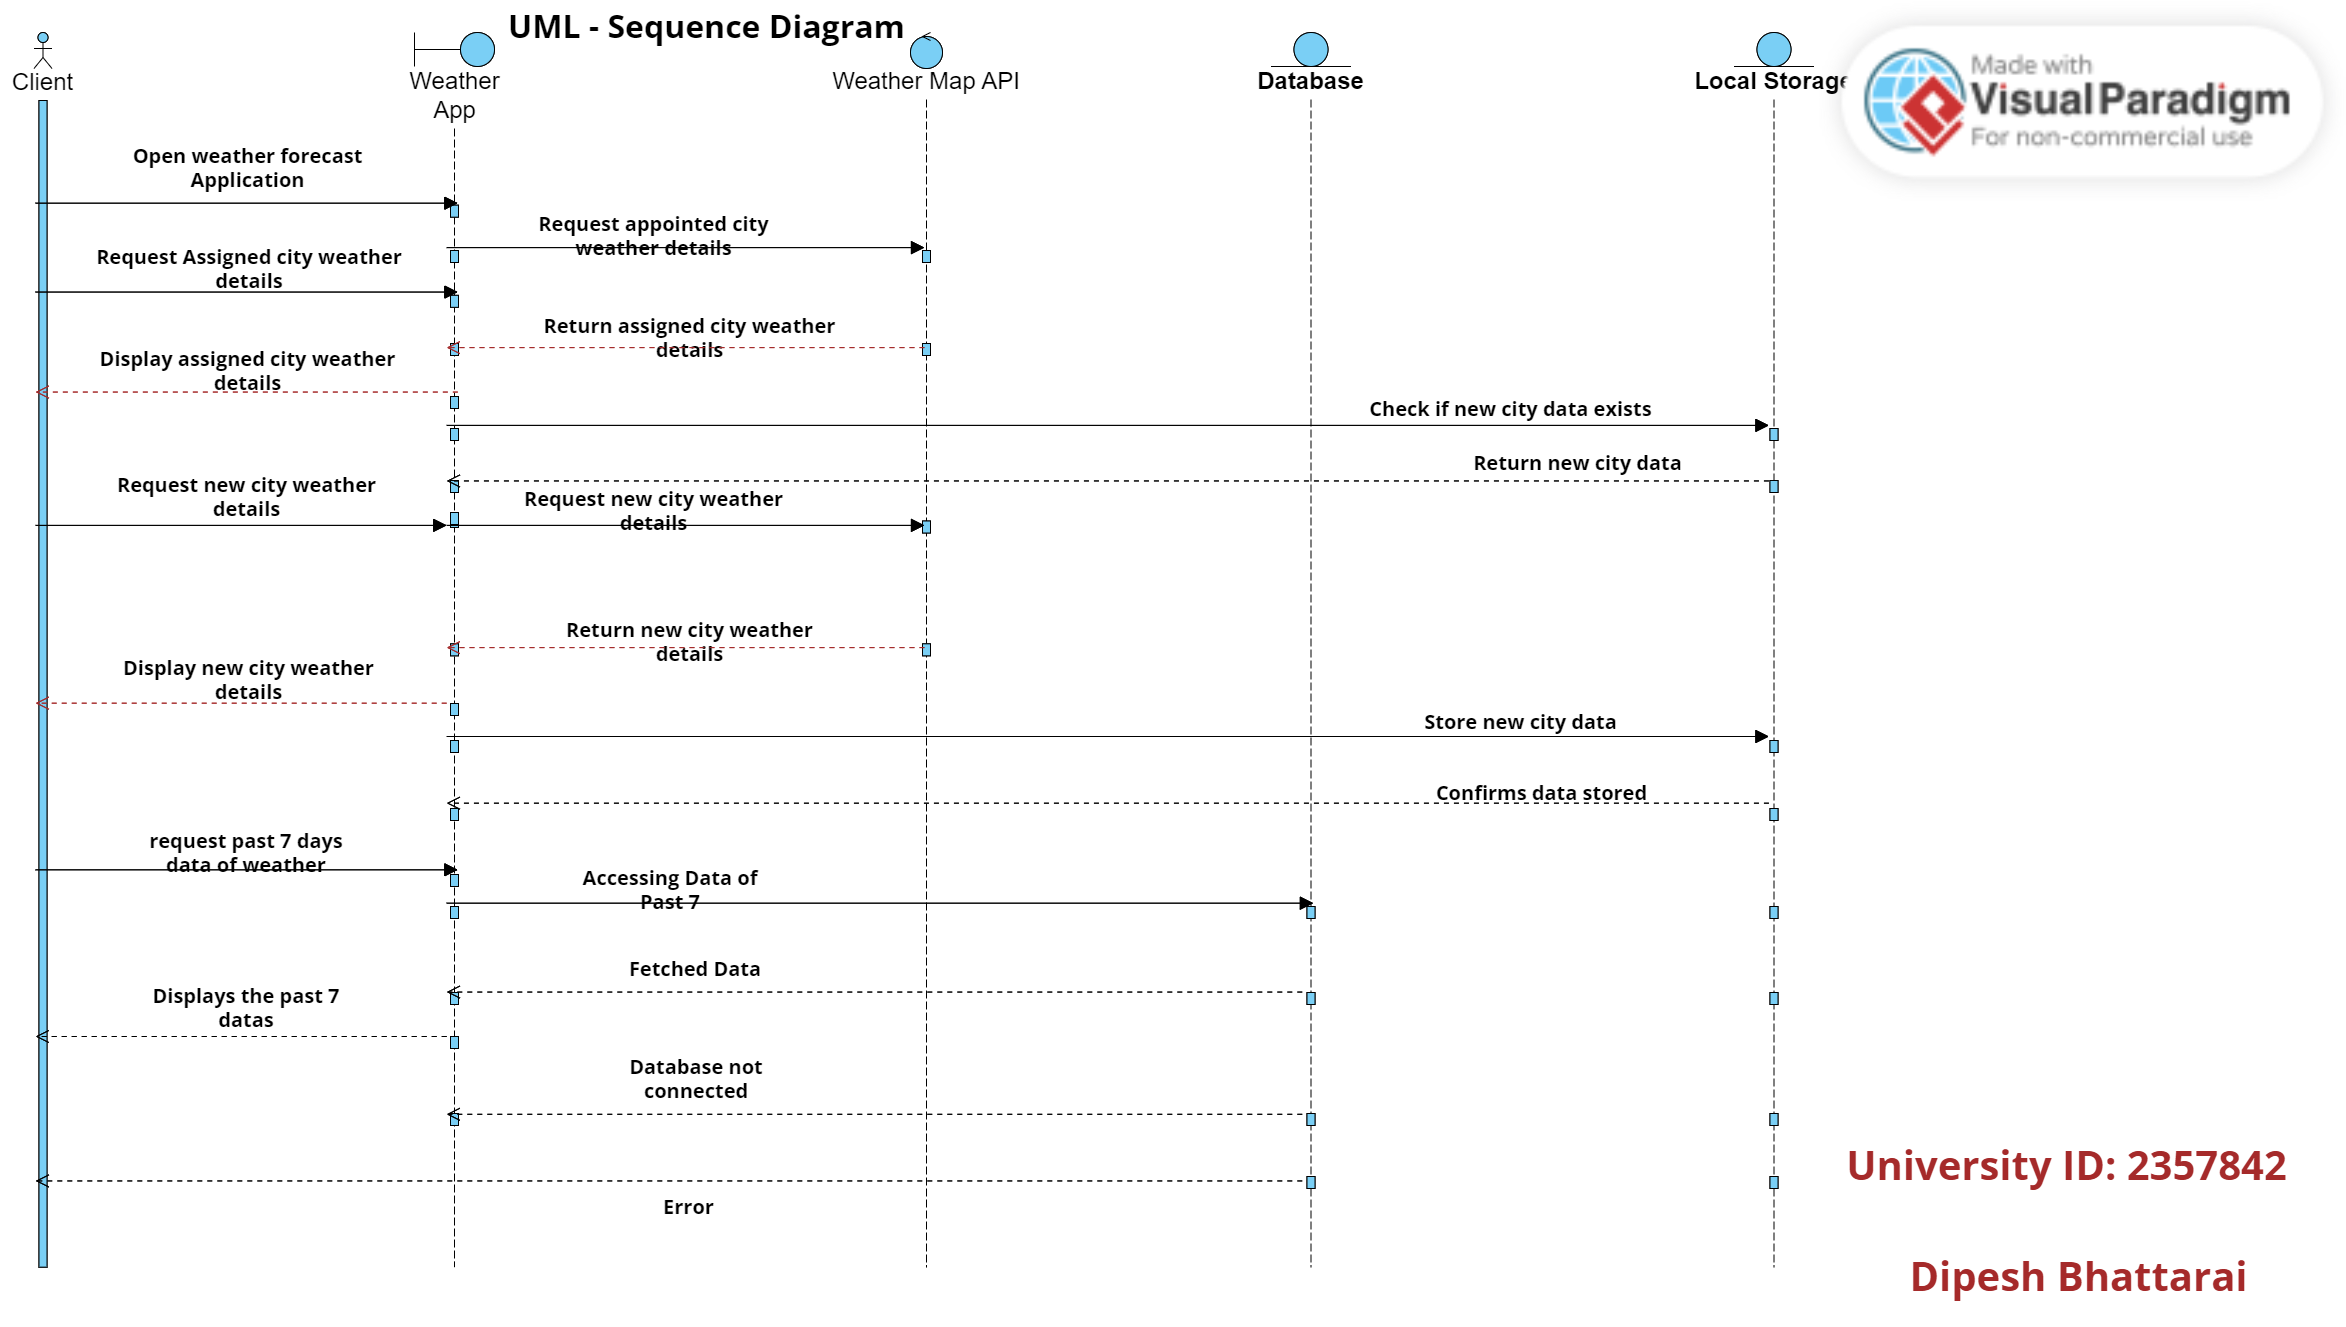 UML - Sequence Diagram
Client
Weather
App
Weather Map API
Database
Local Storage
Made with
Visual Paradigm
For non-commercial use
Open weather forecast
Application
Request appointed city
weather details
Request Assigned city weather
details
Return assigned city weather
details
Display assigned city weather
details
Check if new city data exists
Return new city data
Request new city weather
details
Request new city weather
details
Return new city weather
details
Display new city weather
details
Store new city data
Confirms data stored
request past 7 days
data of weather
Accessing Data of
Past 7
Fetched Data
Displays the past 7
datas
Database not
connected
Error
University ID: 2357842
Dipesh Bhattarai